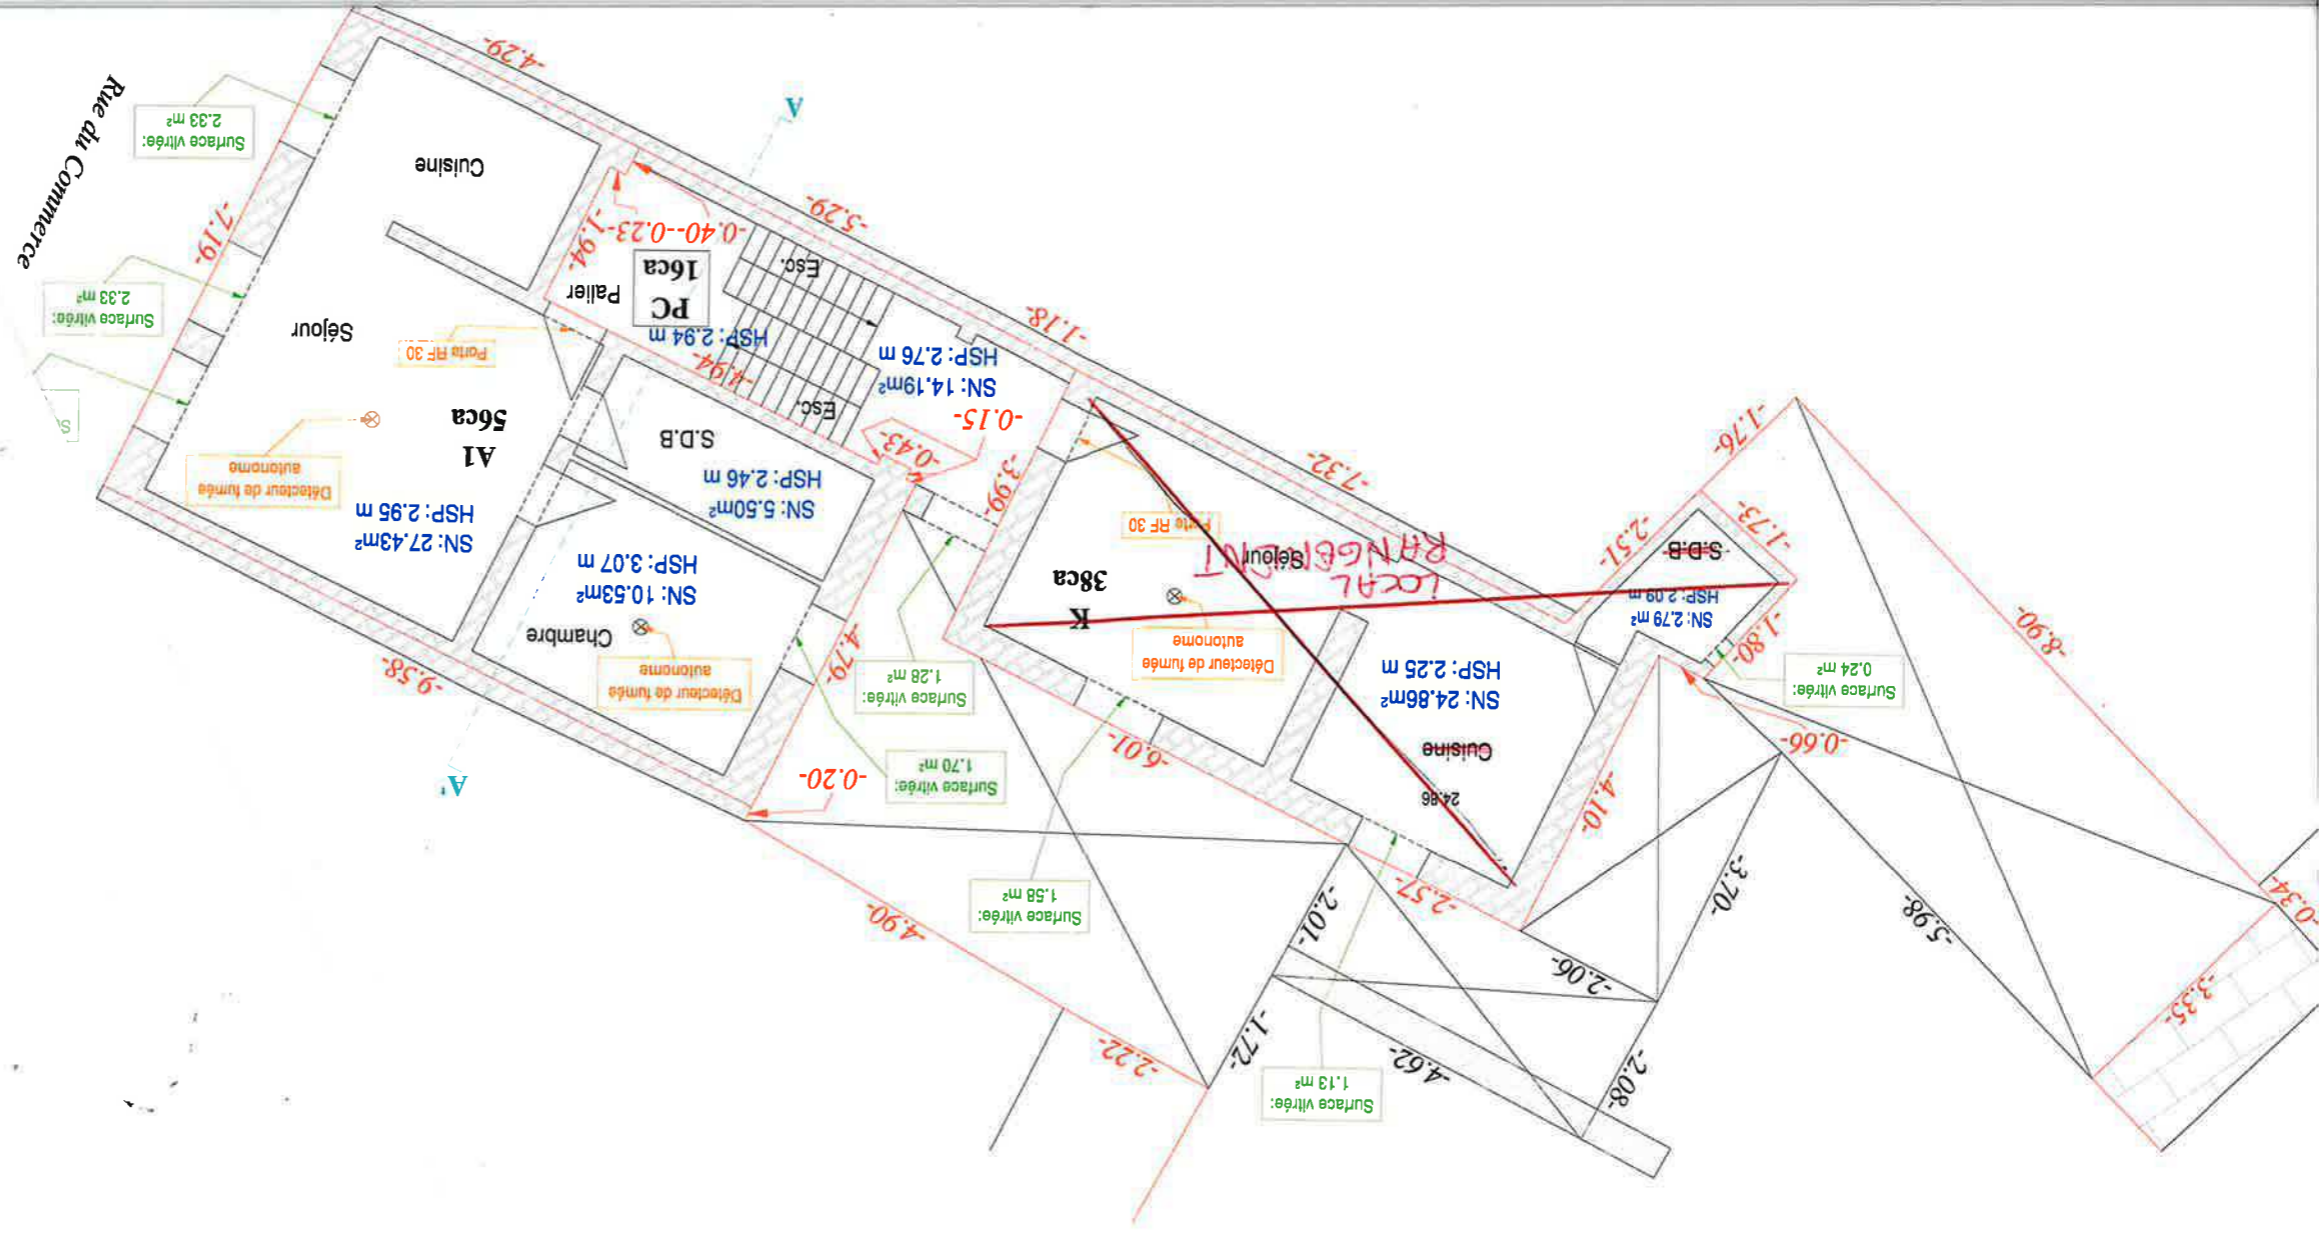 -0.34-
-3.35-
-5.98-
-8.90-
-2.08-
-4.62-
Surface vitrée:
1.13 m²
-1.72-
-2.22-
-2.06-
-3.70-
-2.01-
-2.57-
-4.90-
Surface vitrée:
1.58 m²
-4.10-
24.86
Cuisine
SN: 24.86m²
HSP: 2.25 m
-6.01-
-0.66-
Surface vitrée:
0.24 m²
-1.80-
SN: 2.79 m²
HSP: 2.09 m
S.D.B
-1.73-
-2.51-
-1.76-
Détecteur de fumée
autonome
K
38ca
LOCAL
RANGEMENT
Séjour
Porte RF 30
-7.32-
-3.99-
Surface vitrée:
1.70 m²
Surface vitrée:
1.28 m²
-0.20-
-4.79-
A'
-9.58-
Détecteur de fumée
autonome
Chambre
SN: 10.53m²
HSP: 3.07 m
SN: 5.50m²
HSP: 2.46 m
S.D.B
-0.43-
-0.15-
SN: 14.19m²
HSP: 2.76 m
-1.18-
Esc.
Esc.
-4.94-
HSP: 2.94 m
PC
16ca
Palier
-0.40-
-0.23-
-1.94-
-5.29-
A
SN: 27.43m²
HSP: 2.95 m
Détecteur de fumée
autonome
A1
56ca
Porte RF 30
Séjour
Cuisine
-4.29-
-7.19-
Surface vitrée:
2.33 m²
Surface vitrée:
2.33 m²
Rue du Commerce